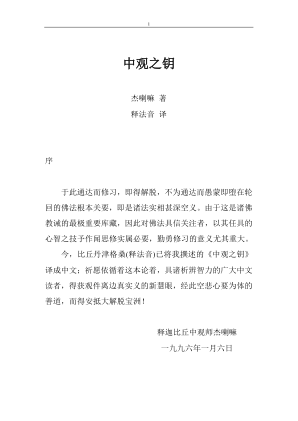 1
中观之钥
杰喇嘛 著
释法音 译
序
于此通达而修习，即得解脱，不为通达而愚蒙即堕在轮
目的佛法根本关要，即是诸法实相甚深空义。由于这是诸佛
教诫的最极重要库藏，因此对佛法具信关注者，以其任具的
心智之技予作闻思修实属必要，勤勇修习的意义尤其重大。
今，比丘丹津格桑(释法音)已将我撰述的《中观之钥》
译成中文；祈愿依循着这本论着，具诸析辨智力的广大中文
读者，得获观作离边真实义的新慧眼，经此空悲心要为体的
善道，而得安抵大解脱宝洲！
释迦比丘中观师杰喇嘛
一九九六年一月六日